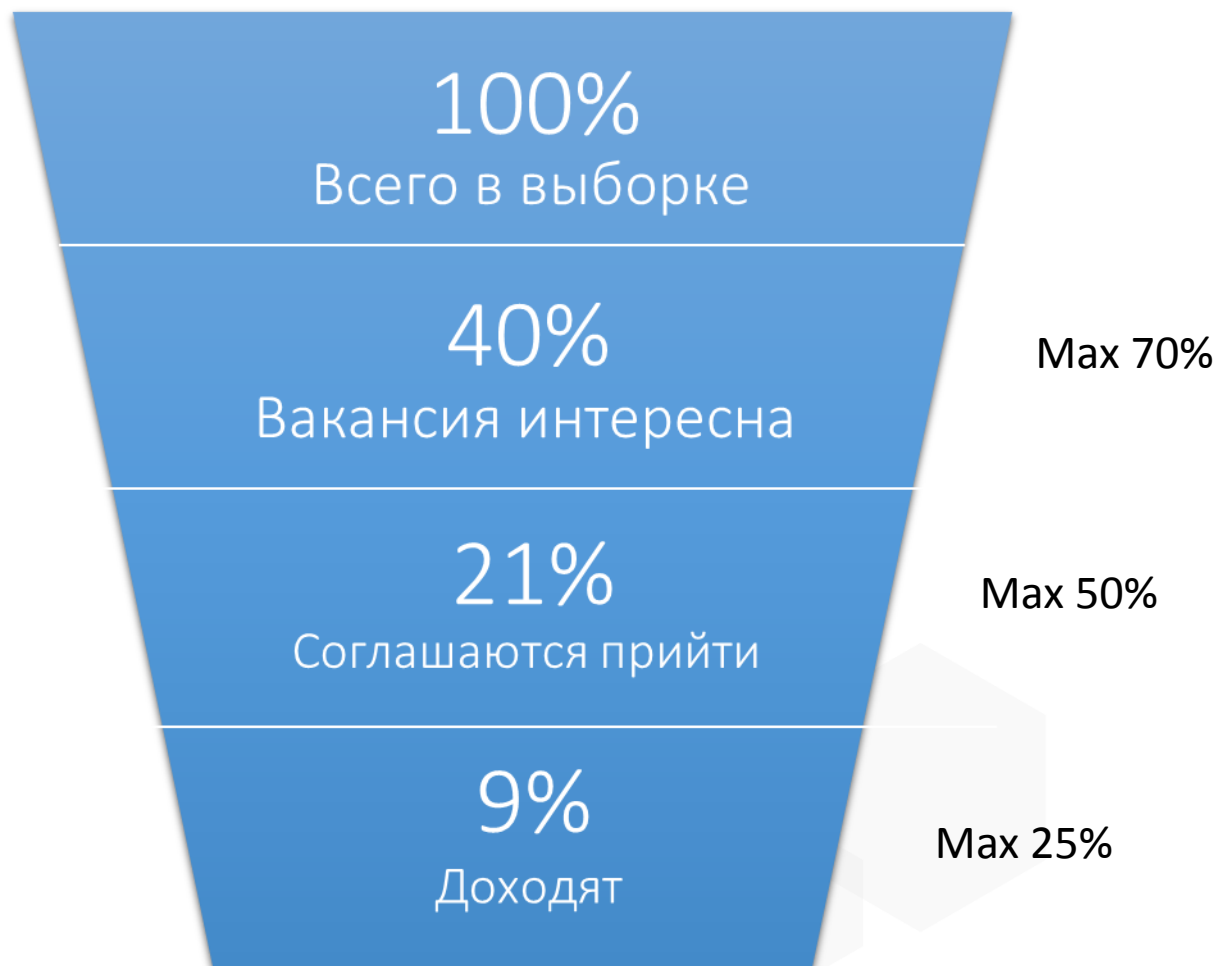 100%
Всего в выборке
40%
Вакансия интересна
Max 70%
21%
Соглашаются прийти
Max 50%
9%
Доходят
Max 25%